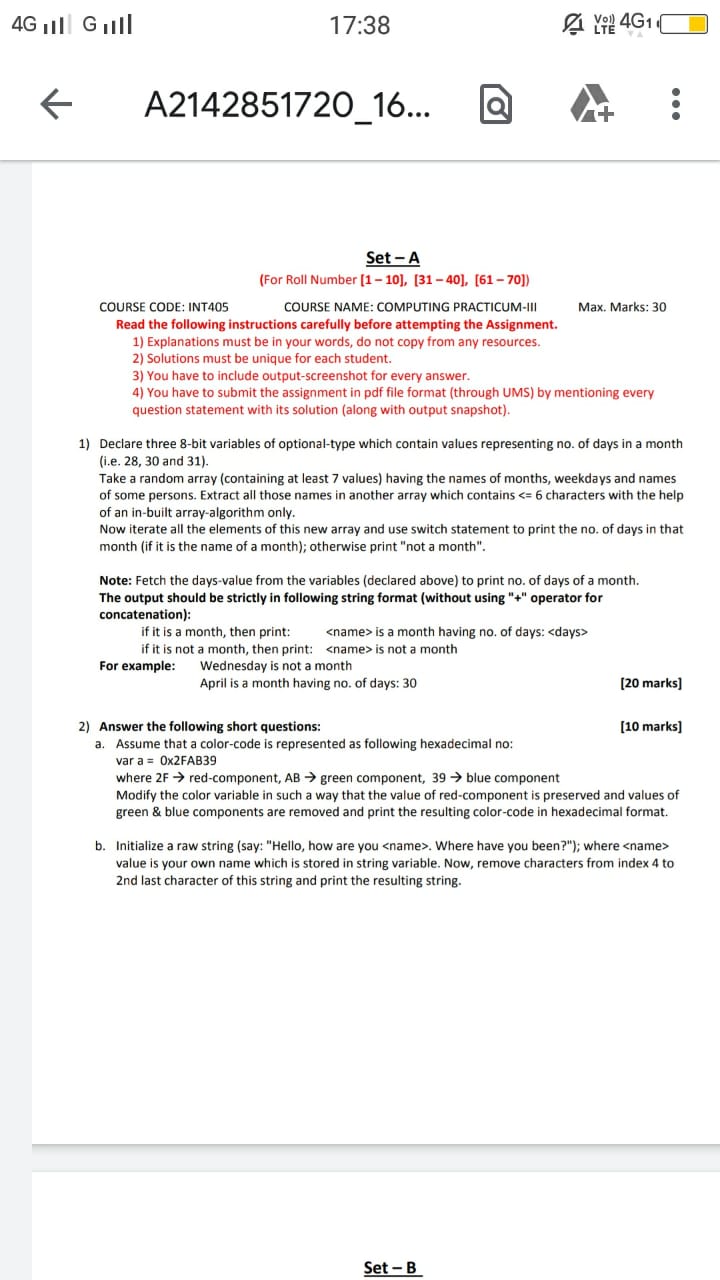 4G G 17:38 4G1
A2142851720_16...
Set – A
(For Roll Number [1 – 10], [31 – 40], [61 – 70])
COURSE CODE: INT405 COURSE NAME: COMPUTING PRACTICUM-III Max. Marks: 30
Read the following instructions carefully before attempting the Assignment.
1) Explanations must be in your words, do not copy from any resources.
2) Solutions must be unique for each student.
3) You have to include output-screenshot for every answer.
4) You have to submit the assignment in pdf file format (through UMS) by mentioning every
question statement with its solution (along with output snapshot).
1) Declare three 8-bit variables of optional-type which contain values representing no. of days in a month
(i.e. 28, 30 and 31).
Take a random array (containing at least 7 values) having the names of months, weekdays and names
of some persons. Extract all those names in another array which contains <= 6 characters with the help
of an in-built array-algorithm only.
Now iterate all the elements of this new array and use switch statement to print the no. of days in that
month (if it is the name of a month); otherwise print "not a month".
Note: Fetch the days-value from the variables (declared above) to print no. of days of a month.
The output should be strictly in following string format (without using "+" operator for
concatenation):
if it is a month, then print: <name> is a month having no. of days: <days>
if it is not a month, then print: <name> is not a month
For example: Wednesday is not a month
April is a month having no. of days: 30 [20 marks]
2) Answer the following short questions: [10 marks]
a. Assume that a color-code is represented as following hexadecimal no:
var a = 0x2FAB39
where 2F → red-component, AB → green component, 39 → blue component
Modify the color variable in such a way that the value of red-component is preserved and values of
green & blue components are removed and print the resulting color-code in hexadecimal format.
b. Initialize a raw string (say: "Hello, how are you <name>. Where have you been?"); where <name>
value is your own name which is stored in string variable. Now, remove characters from index 4 to
2nd last character of this string and print the resulting string.
Set – B